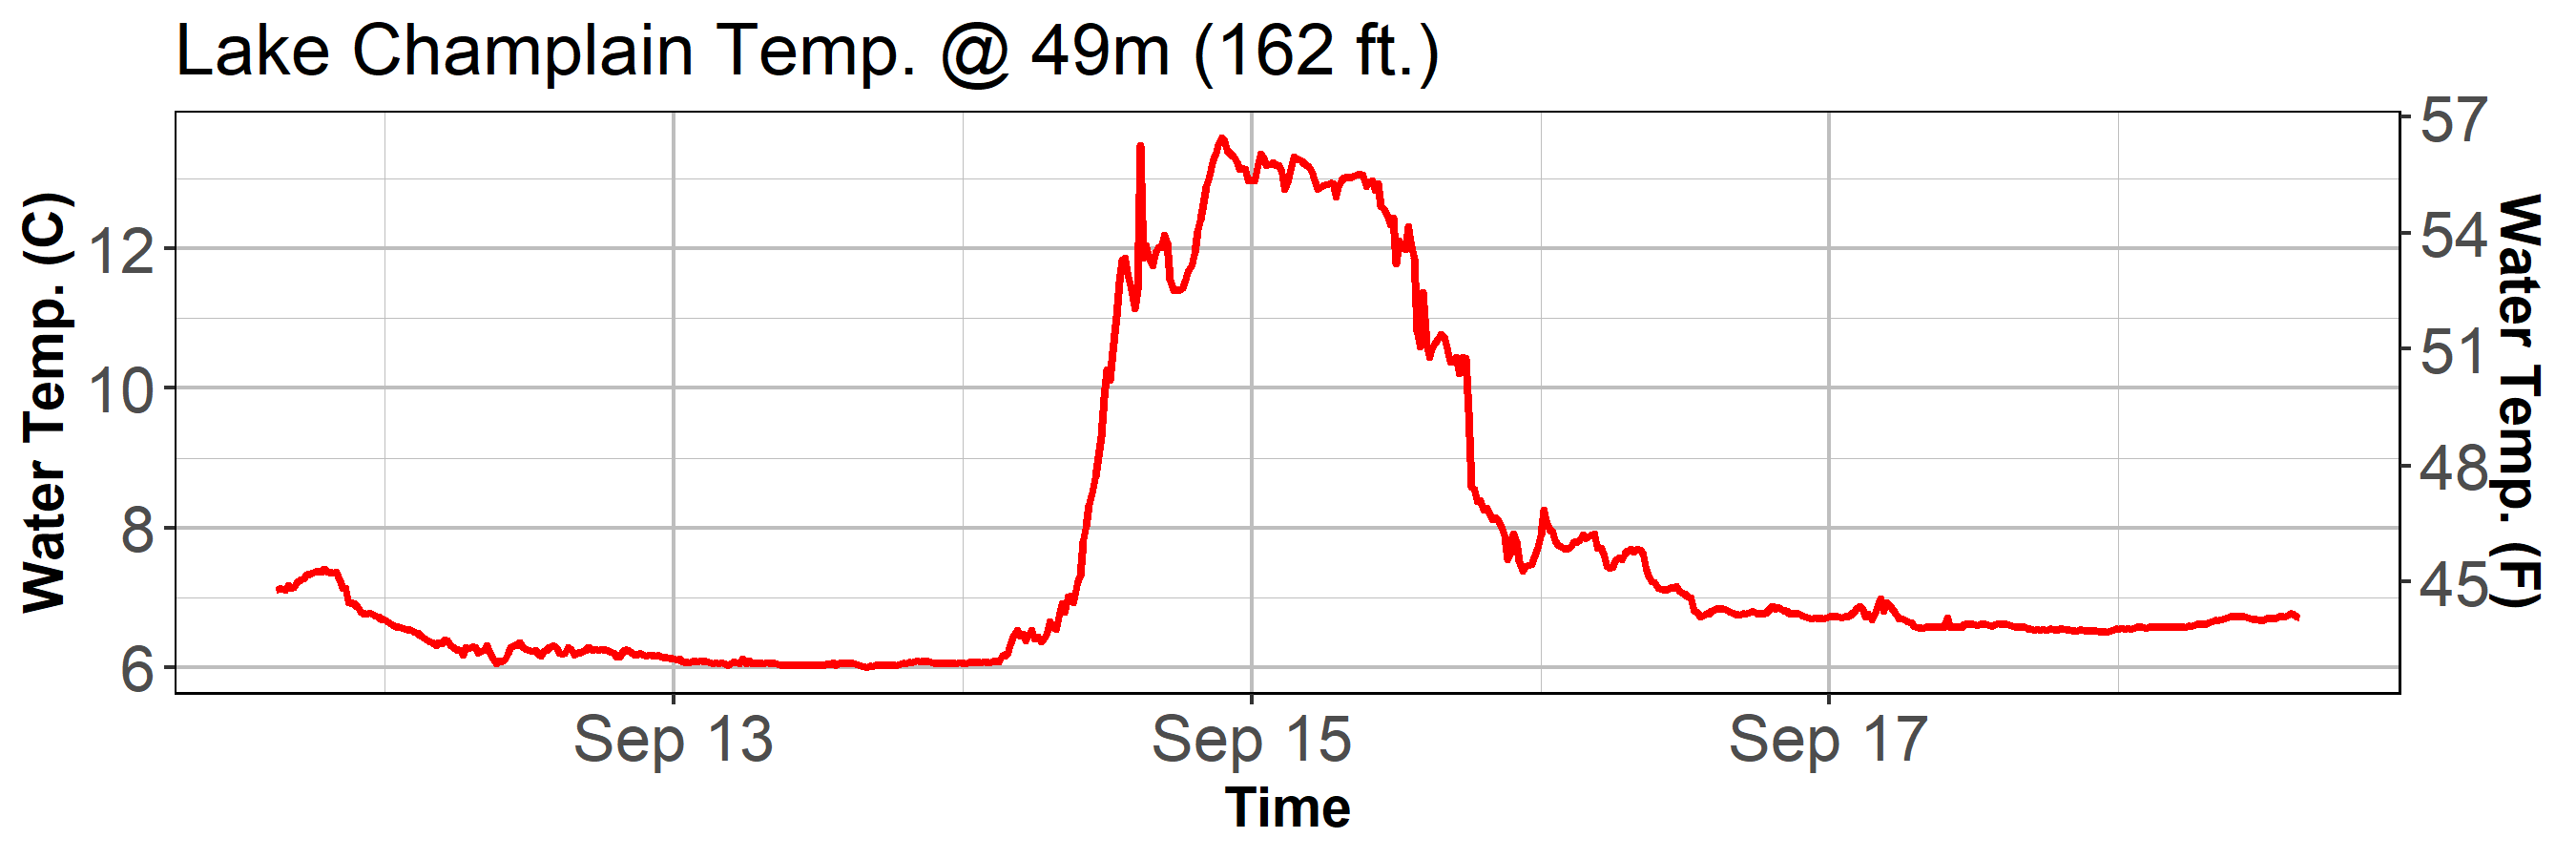 Lake Champlain Temp. @ 49m (162 ft.)
Water Temp. (C)
12
10
8
6
57
54
51
48
45
Water Temp. (F)
Sep 13
Sep 15
Sep 17
Time